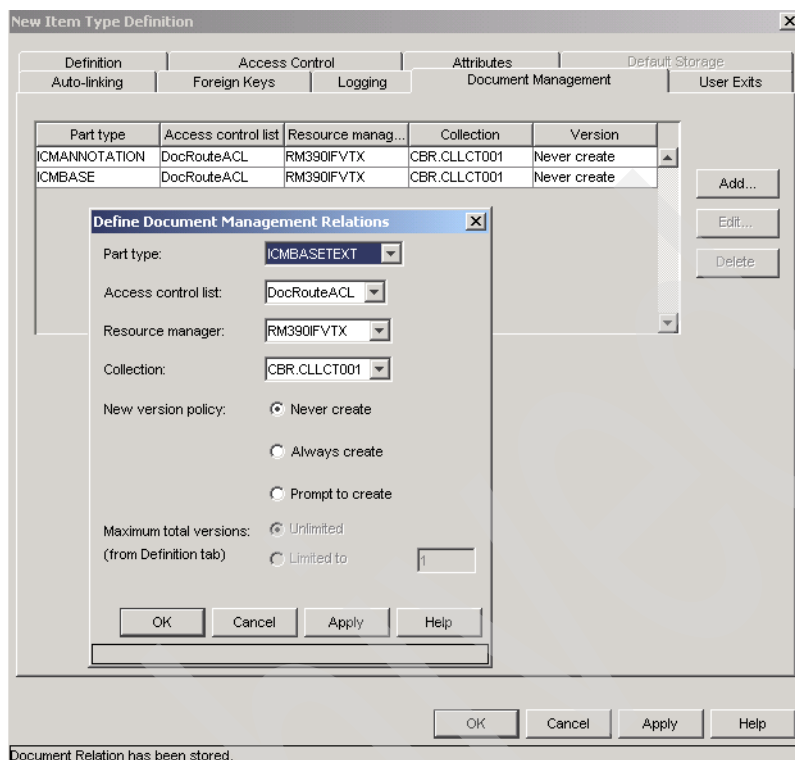 New Item Type Definition
Definition Access Control Attributes Default Storage
Auto-linking Foreign Keys Logging Document Management User Exits
Part type Access control list Resource manag... Collection Version
ICMANNOTATION DocRouteACL RM390IFVTX CBR.CLLCT001 Never create
ICMBASE DocRouteACL RM390IFVTX CBR.CLLCT001 Never create
Add...
Edit...
Delete
Define Document Management Relations
Part type: ICMBASETEXT
Access control list: DocRouteACL
Resource manager: RM390IFVTX
Collection: CBR.CLLCT001
New version policy: Never create
Always create
Prompt to create
Maximum total versions: Unlimited
(from Definition tab) Limited to 1
OK Cancel Apply Help
OK Cancel Apply Help
Document Relation has been stored.